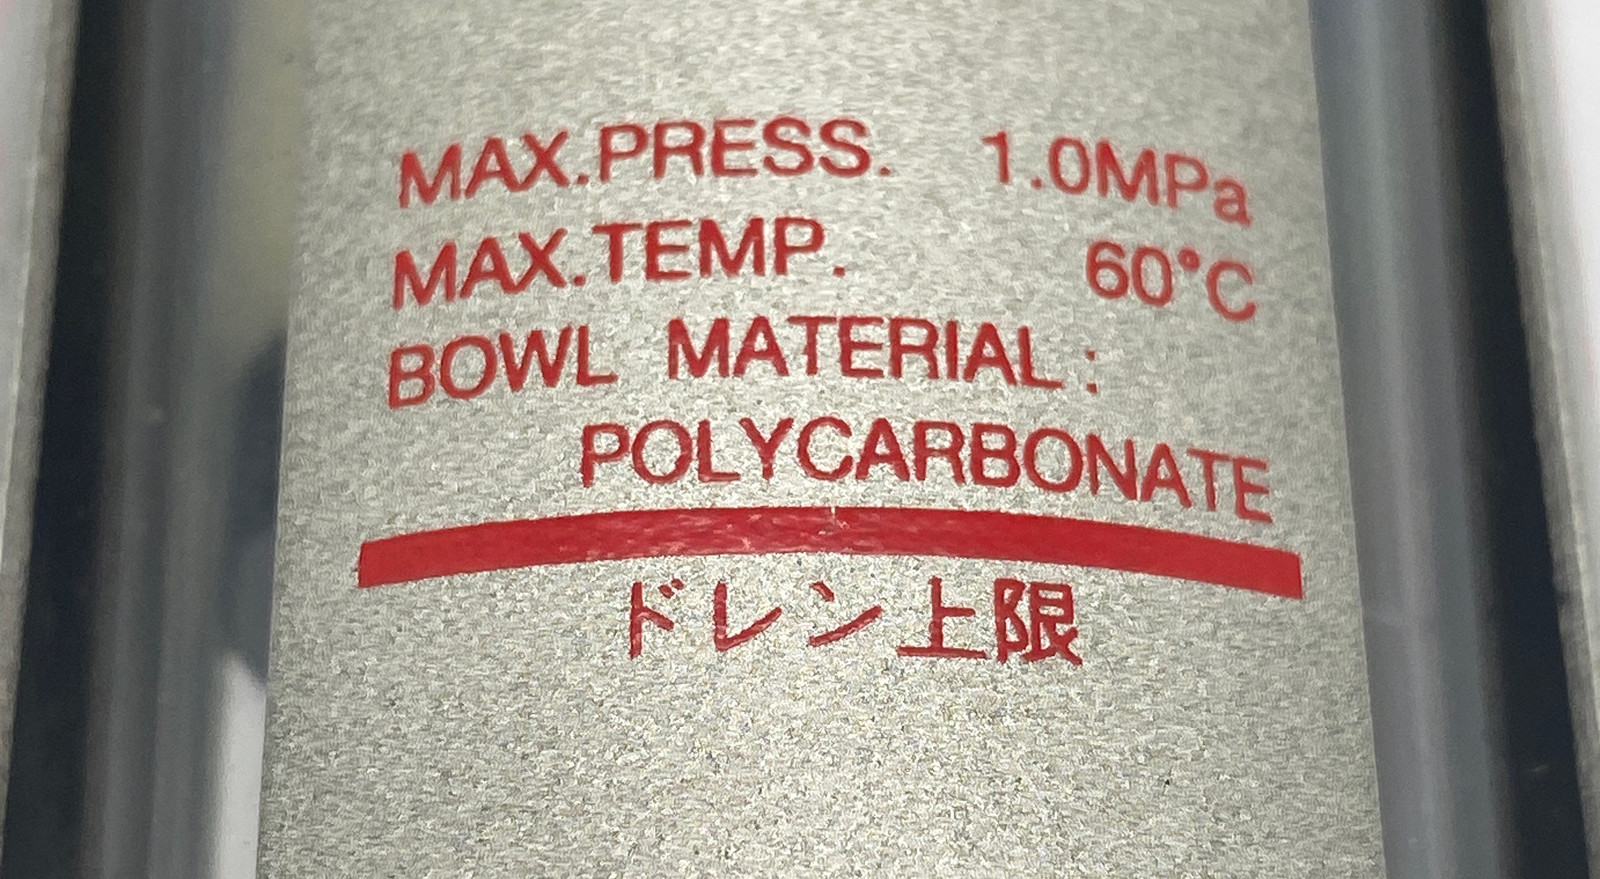 MAX.PRESS. 1.0MPa
MAX.TEMP. 60°C
BOWL MATERIAL :
POLYCARBONATE
ドレン上限